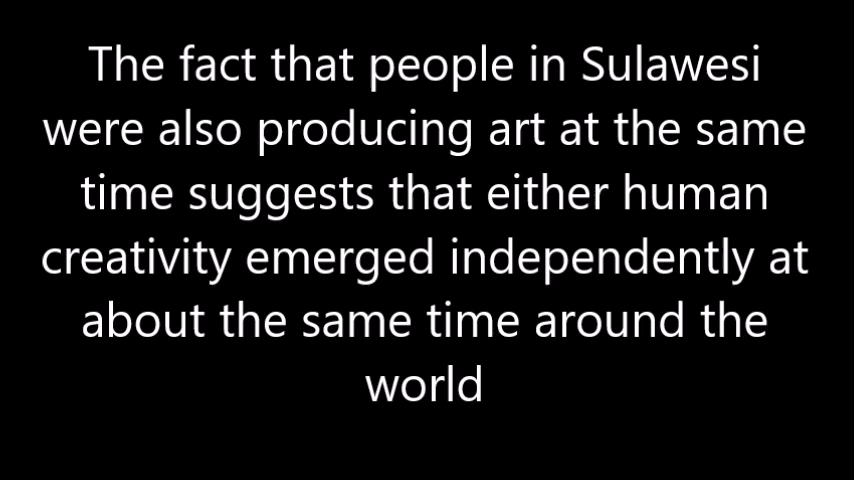 The fact that people in Sulawesi
were also producing art at the same
time suggests that either human
creativity emerged independently at
about the same time around the
world